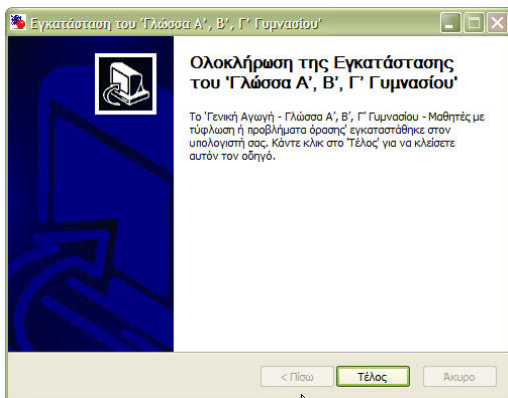 Εγκατάσταση του 'Γλώσσα Α', Β', Γ' Γυμνασίου'
Ολοκλήρωση της Εγκατάστασης
του 'Γλώσσα Α', Β', Γ' Γυμνασίου'
Το 'Γενική Αγωγή - Γλώσσα Α', Β', Γ' Γυμνασίου - Μαθητές με
τύφλωση ή προβλήματα όρασης' εγκαταστάθηκε στον
υπολογιστή σας. Κάντε κλικ στο 'Τέλος' για να κλείσετε
αυτόν τον οδηγό.
< Πίσω Τέλος Άκυρο